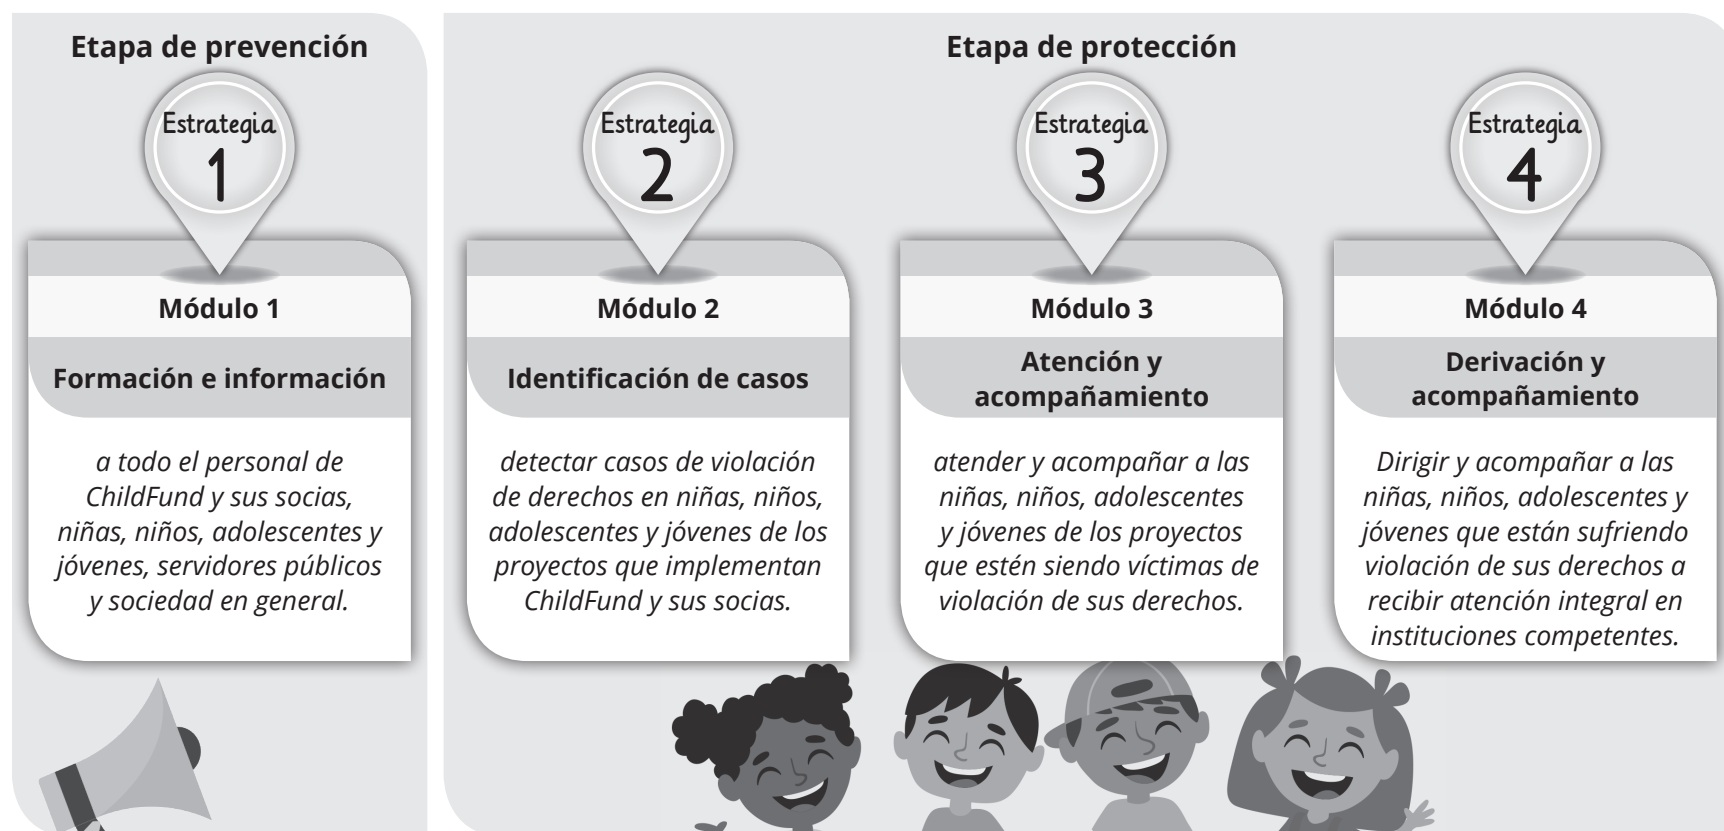 Etapa de prevención
Estrategia
1
Módulo 1
Formación e información
a todo el personal de
ChildFund y sus socias,
niñas, niños, adolescentes y
jóvenes, servidores públicos
y sociedad en general.
Etapa de protección
Estrategia
2
Módulo 2
Identificación de casos
detectar casos de violación
de derechos en niñas, niños,
adolescentes y jóvenes de los
proyectos que implementan
ChildFund y sus socias.
Estrategia
3
Módulo 3
Atención y
acompañamiento
atender y acompañar a las
niñas, niños, adolescentes
y jóvenes de los proyectos
que estén siendo víctimas de
violación de sus derechos.
Estrategia
4
Módulo 4
Derivación y
acompañamiento
Dirigir y acompañar a las
niñas, niños, adolescentes y
jóvenes que están sufriendo
violación de sus derechos a
recibir atención integral en
instituciones competentes.